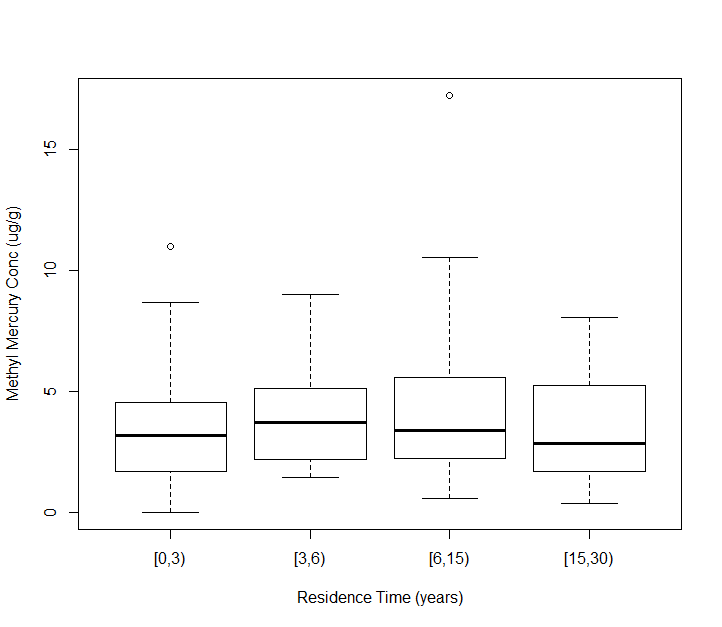 Methyl Mercury Conc (ug/g)
15
10
5
0
[0,3) [3,6) [6,15) [15,30)
Residence Time (years)